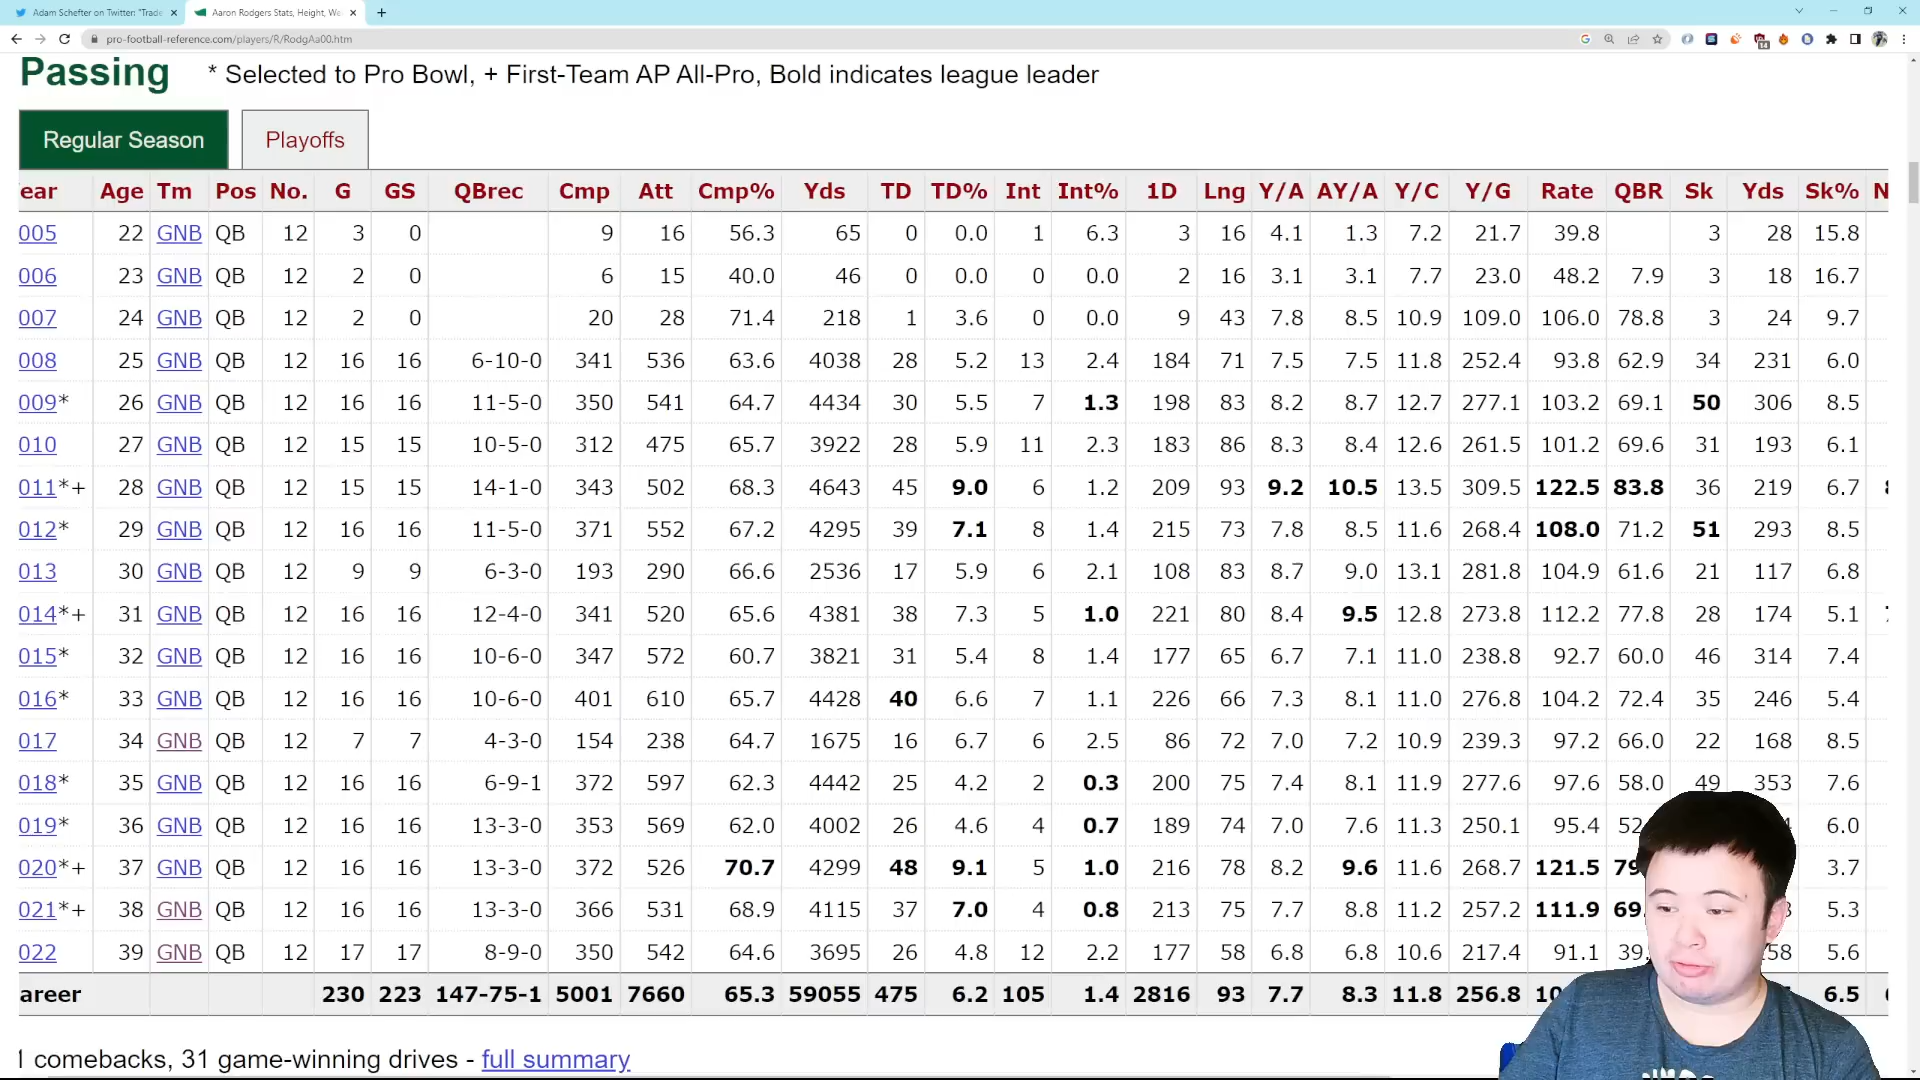 Adam Schefter on Twitter: "Trade
Aaron Rodgers Stats, Height, We
pro-football-reference.com/players/R/RodgAa00.htm
Passing * Selected to Pro Bowl, + First-Team AP All-Pro, Bold indicates league leader
Regular Season Playoffs
ear Age Tm Pos No. G GS QBrec Cmp Att Cmp% Yds TD TD% Int Int% 1D Lng Y/A AY/A Y/C Y/G Rate QBR Sk Yds Sk% N
005 22 GNB QB 12 3 0 9 16 56.3 65 0 0.0 1 6.3 3 16 4.1 1.3 7.2 21.7 39.8 3 28 15.8
006 23 GNB QB 12 2 0 6 15 40.0 46 0 0.0 0 0.0 2 16 3.1 3.1 7.7 23.0 48.2 7.9 3 18 16.7
007 24 GNB QB 12 2 0 20 28 71.4 218 1 3.6 0 0.0 9 43 7.8 8.5 10.9 109.0 106.0 78.8 3 24 9.7
008 25 GNB QB 12 16 16 6-10-0 341 536 63.6 4038 28 5.2 13 2.4 184 71 7.5 7.5 11.8 252.4 93.8 62.9 34 231 6.0
009* 26 GNB QB 12 16 16 11-5-0 350 541 64.7 4434 30 5.5 7 1.3 198 83 8.2 8.7 12.7 277.1 103.2 69.1 50 306 8.5
010 27 GNB QB 12 15 15 10-5-0 312 475 65.7 3922 28 5.9 11 2.3 183 86 8.3 8.4 12.6 261.5 101.2 69.6 31 193 6.1
011*+ 28 GNB QB 12 15 15 14-1-0 343 502 68.3 4643 45 9.0 6 1.2 209 93 9.2 10.5 13.5 309.5 122.5 83.8 36 219 6.7
012* 29 GNB QB 12 16 16 11-5-0 371 552 67.2 4295 39 7.1 8 1.4 215 73 7.8 8.5 11.6 268.4 108.0 71.2 51 293 8.5
013 30 GNB QB 12 9 9 6-3-0 193 290 66.6 2536 17 5.9 6 2.1 108 83 8.7 9.0 13.1 281.8 104.9 61.6 21 117 6.8
014*+ 31 GNB QB 12 16 16 12-4-0 341 520 65.6 4381 38 7.3 5 1.0 221 80 8.4 9.5 12.8 273.8 112.2 77.8 28 174 5.1
015* 32 GNB QB 12 16 16 10-6-0 347 572 60.7 3821 31 5.4 8 1.4 177 65 6.7 7.1 11.0 238.8 92.7 60.0 46 314 7.4
016* 33 GNB QB 12 16 16 10-6-0 401 610 65.7 4428 40 6.6 7 1.1 226 66 7.3 8.1 11.0 276.8 104.2 72.4 35 246 5.4
017 34 GNB QB 12 7 7 4-3-0 154 238 64.7 1675 16 6.7 6 2.5 86 72 7.0 7.2 10.9 239.3 97.2 66.0 22 168 8.5
018* 35 GNB QB 12 16 16 6-9-1 372 597 62.3 4442 25 4.2 2 0.3 200 75 7.4 8.1 11.9 277.6 97.6 58.0 49 353 7.6
019* 36 GNB QB 12 16 16 13-3-0 353 569 62.0 4002 26 4.6 4 0.7 189 74 7.0 7.6 11.3 250.1 95.4 52 6.0
020*+ 37 GNB QB 12 16 16 13-3-0 372 526 70.7 4299 48 9.1 5 1.0 216 78 8.2 9.6 11.6 268.7 121.5 79 3.7
021*+ 38 GNB QB 12 16 16 13-3-0 366 531 68.9 4115 37 7.0 4 0.8 213 75 7.7 8.8 11.2 257.2 111.9 69 5.3
022 39 GNB QB 12 17 17 8-9-0 350 542 64.6 3695 26 4.8 12 2.2 177 58 6.8 6.8 10.6 217.4 91.1 39. 58 5.6
areer 230 223 147-75-1 5001 7660 65.3 59055 475 6.2 105 1.4 2816 93 7.7 8.3 11.8 256.8 10 6.5
1 comebacks, 31 game-winning drives - full summary